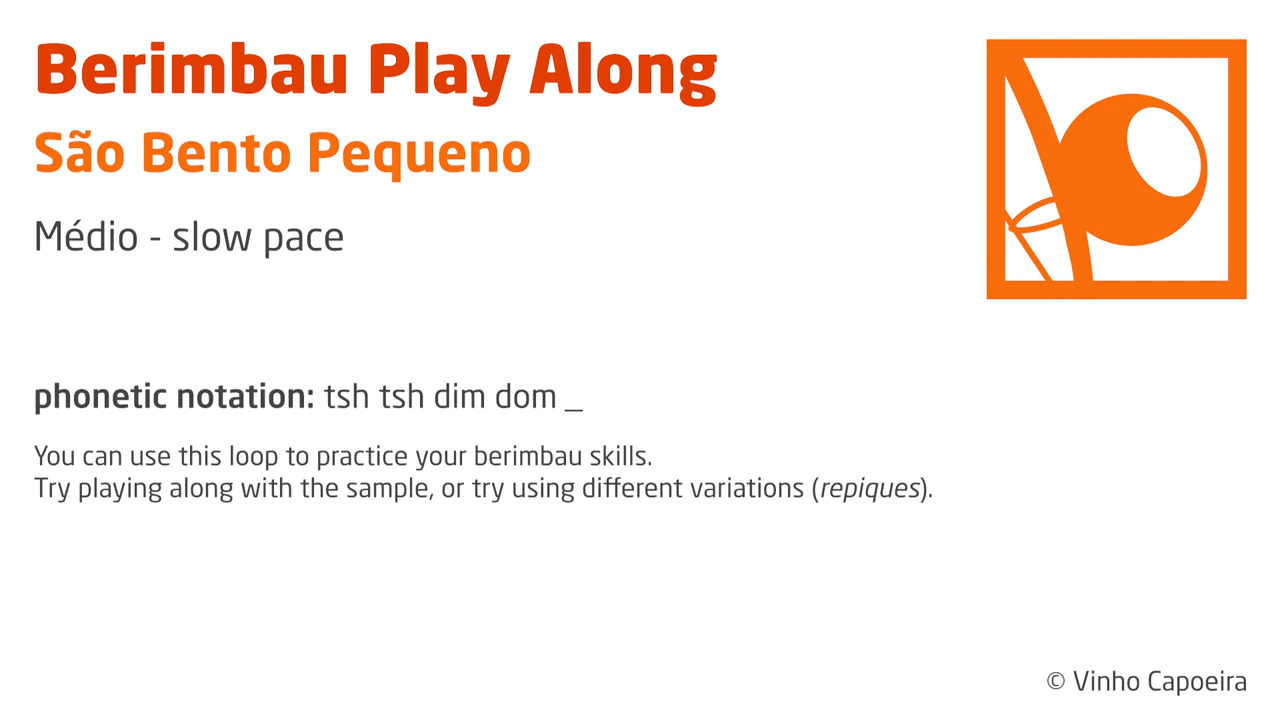 Berimbau Play Along
São Bento Pequeno
Médio - slow pace
phonetic notation: tsh tsh dim dom _
You can use this loop to practice your berimbau skills.
Try playing along with the sample, or try using different variations (repiques).
© Vinho Capoeira